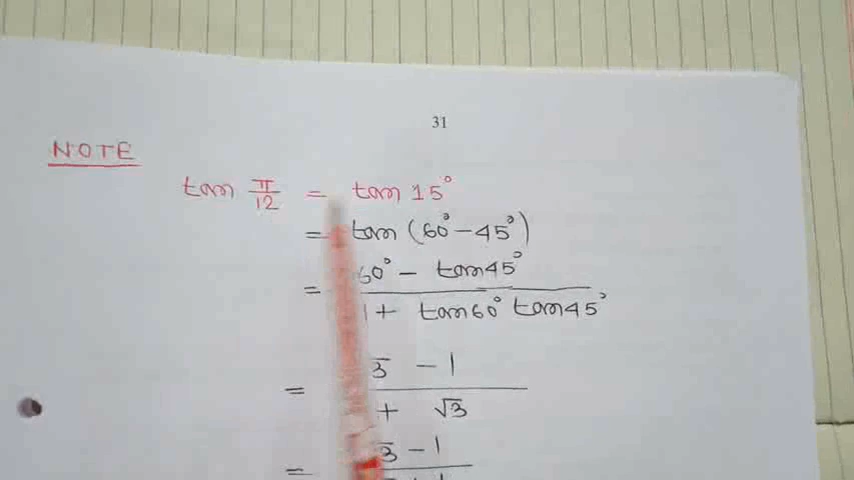 31
NOTE
tan π/12 = tan 15°
= tan (60° - 45°)
= 60° - tan45° / 1 + tan60° tan45°
= 3 - 1 / + √3
= 3 - 1